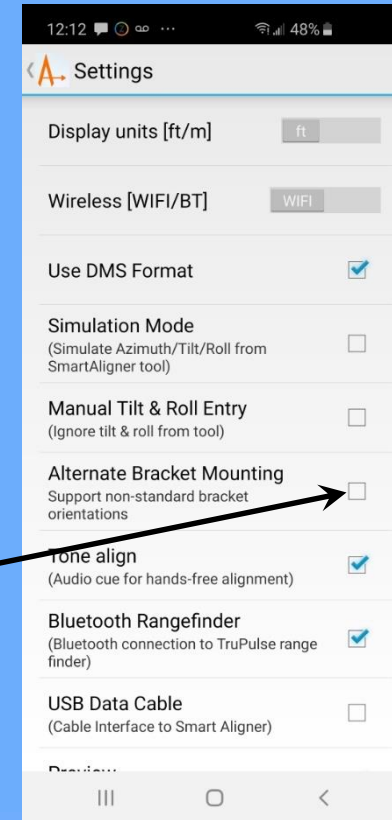 12:12 48%
Settings
Display units [ft/m] ft
Wireless [WIFI/BT] WIFI
Use DMS Format
Simulation Mode
(Simulate Azimuth/Tilt/Roll from
SmartAligner tool)
Manual Tilt & Roll Entry
(Ignore tilt & roll from tool)
Alternate Bracket Mounting
Support non-standard bracket
orientations
Tone align
(Audio cue for hands-free alignment)
Bluetooth Rangefinder
(Bluetooth connection to TruPulse range
finder)
USB Data Cable
(Cable Interface to Smart Aligner)